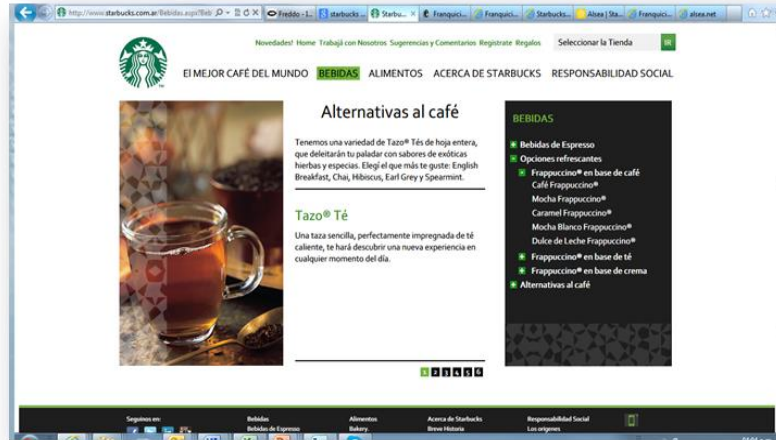 http://www.starbucks.com.ar/Bebidas.aspx?Beb
Freddo - I...
starbucks ...
Starbu...
Franquici...
Franquici...
Starbucks...
Alsea | Sta...
Franquici...
alsea.net
Novedades! Home Trabajá con Nosotros Sugerencias y Comentarios Registrate Regalos
Seleccionar la Tienda
IR
El MEJOR CAFÉ DEL MUNDO BEBIDAS ALIMENTOS ACERCA DE STARBUCKS RESPONSABILIDAD SOCIAL
Alternativas al café
Tenemos una variedad de Tazo® Tés de hoja entera,
que deleitarán tu paladar con sabores de exóticas
hierbas y especias. Elegí el que más te guste: English
Breakfast, Chai, Hibiscus, Earl Grey y Spearmint.
Tazo® Té
Una taza sencilla, perfectamente impregnada de té
caliente, te hará descubrir una nueva experiencia en
cualquier momento del día.
1 2 3 4 5 6
BEBIDAS
Bebidas de Espresso
Opciones refrescantes
Frappuccino® en base de café
Café Frappuccino®
Mocha Frappuccino®
Caramel Frappuccino®
Mocha Blanco Frappuccino®
Dulce de Leche Frappuccino®
Frappuccino® en base de té
Frappuccino® en base de crema
Alternativas al café
Seguinos en:
Bebidas
Bebidas de Espresso
Alimentos
Bakery.
Acerca de Starbucks
Breve Historia
Responsabilidad Social
Los orígenes